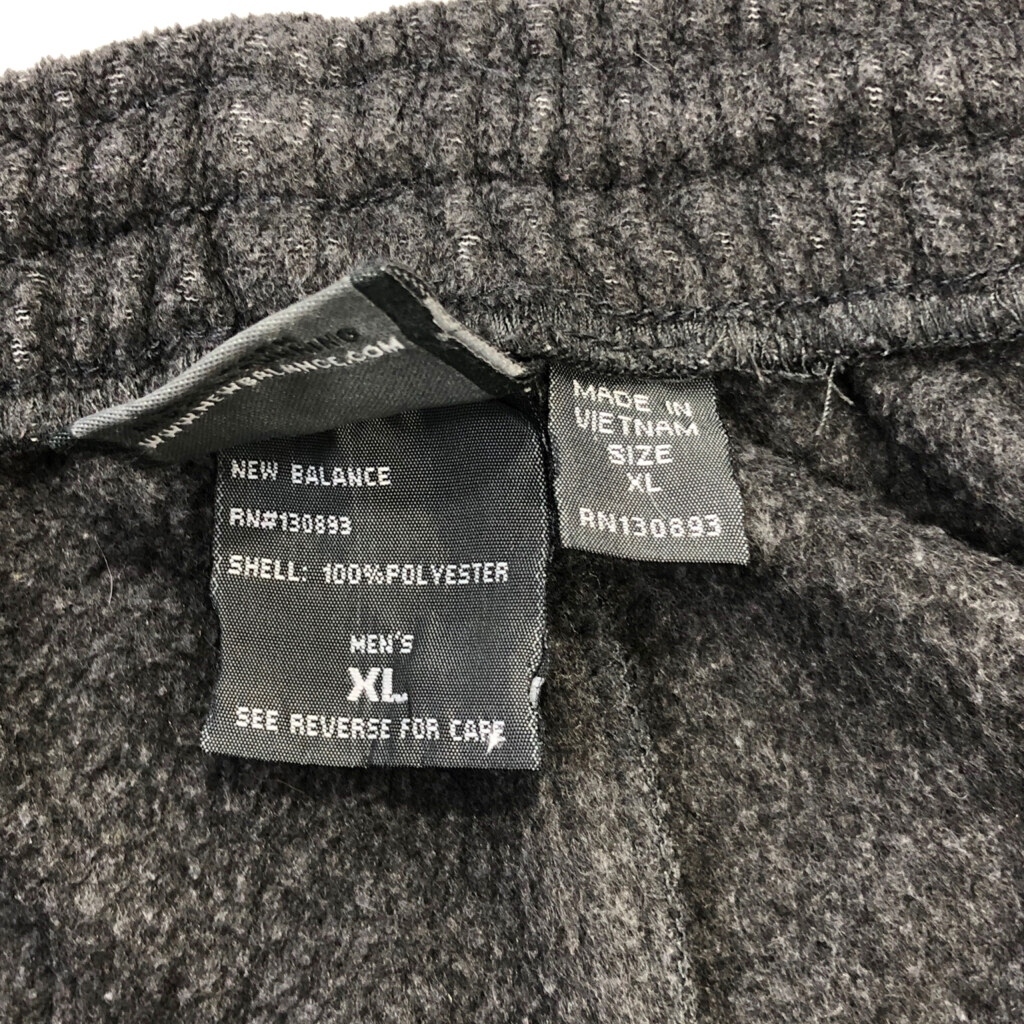 WWW.NEWBALANCE.COM
NEW BALANCE
RN#130893
SHELL: 100%POLYESTER
MEN'S
XL
SEE REVERSE FOR CARE
MADE IN
VIETNAM
SIZE
XL
RN130893